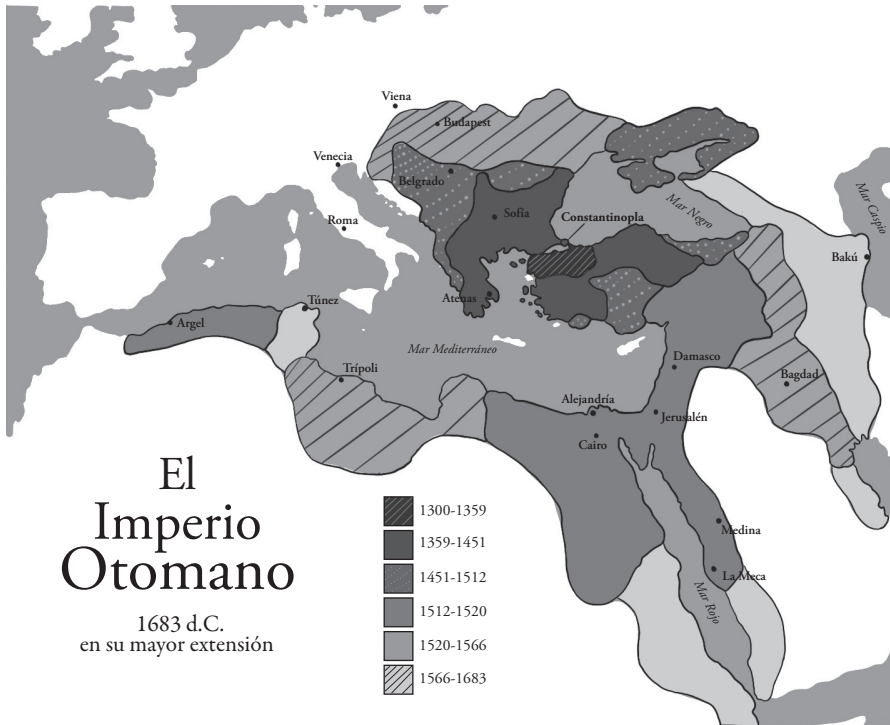 Viena
Budapest
Venecia
Belgrado
Mar Caspio
Mar Negro
Sofía
Constantinopla
Roma
Bakú
Atenas
Túnez
Argel
Mar Mediterráneo
Damasco
Trípoli
Bagdad
Alejandría
Jerusalén
Cairo
Medina
La Meca
Mar Rojo
El
Imperio
Otomano
1683 d.C.
en su mayor extensión
1300-1359
1359-1451
1451-1512
1512-1520
1520-1566
1566-1683